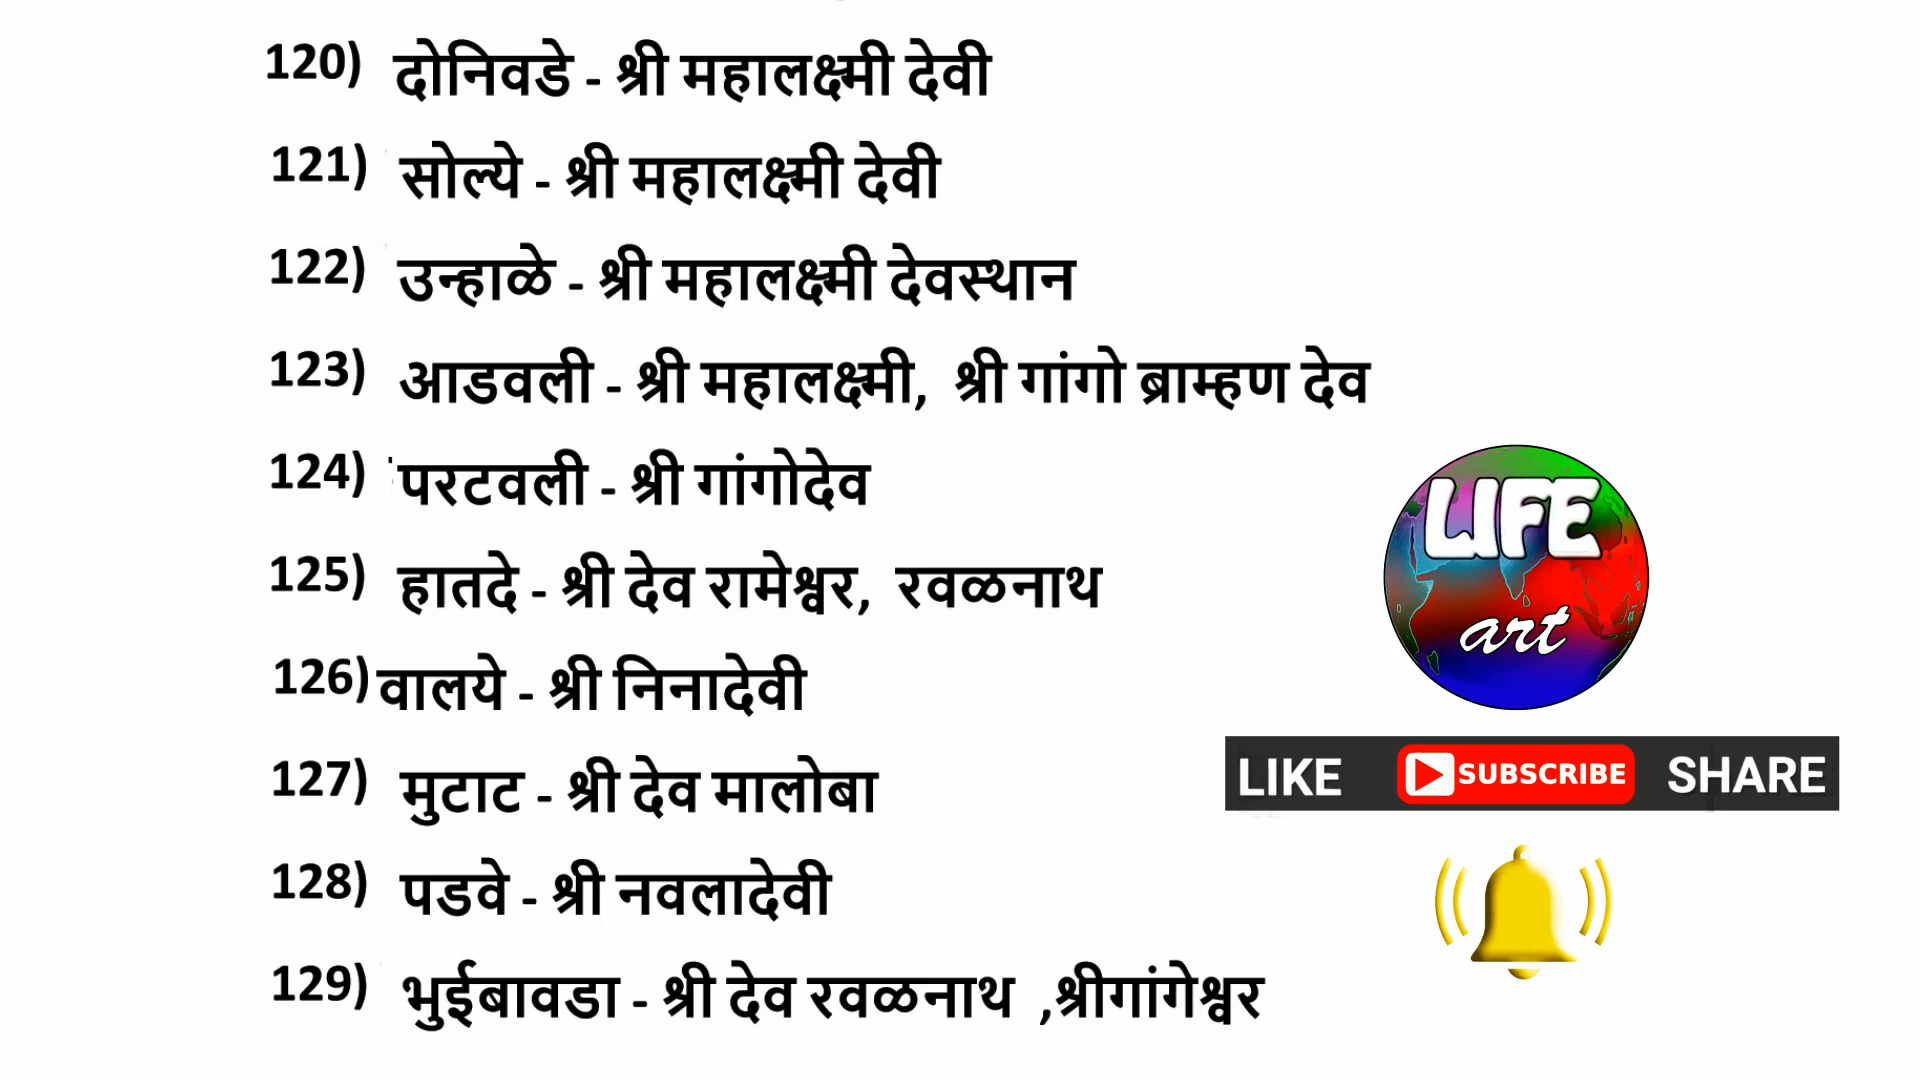 120) दोनिवडे - श्री महालक्ष्मी देवी
121) सोल्ये - श्री महालक्ष्मी देवी
122) उन्हाळे - श्री महालक्ष्मी देवस्थान
123) आडवली - श्री महालक्ष्मी, श्री गांगो ब्राम्हण देव
124) परटवली - श्री गांगोदेव
125) हातदे - श्री देव रामेश्वर, रवळनाथ
126) वालये - श्री निनादेवी
127) मुटाट - श्री देव मालोबा
128) पडवे - श्री नवलादेवी
129) भुईबावडा - श्री देव रवळनाथ ,श्रीगांगेश्वर
LIFE
art
LIKE SUBSCRIBE SHARE